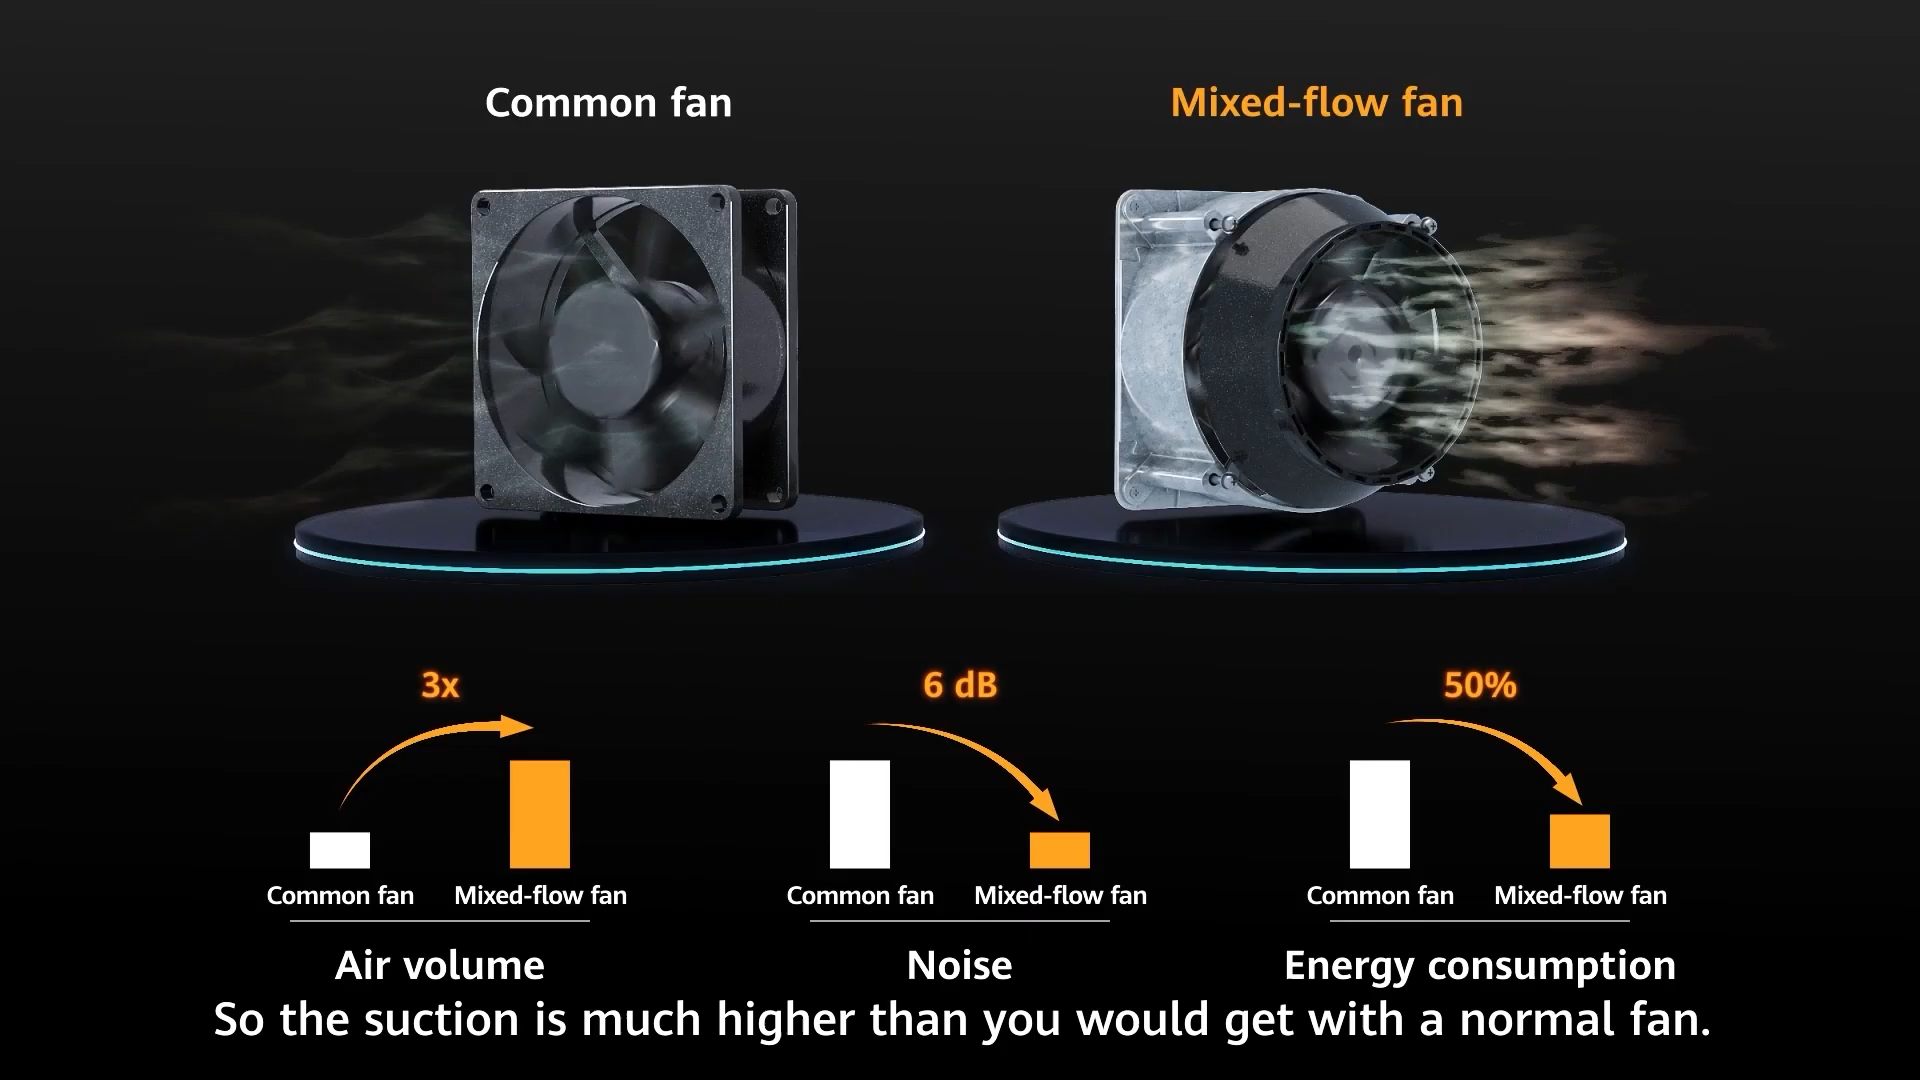 Common fan
Mixed-flow fan
3x
6 dB
50%
Common fan
Mixed-flow fan
Common fan
Mixed-flow fan
Common fan
Mixed-flow fan
Air volume
Noise
Energy consumption
So the suction is much higher than you would get with a normal fan.